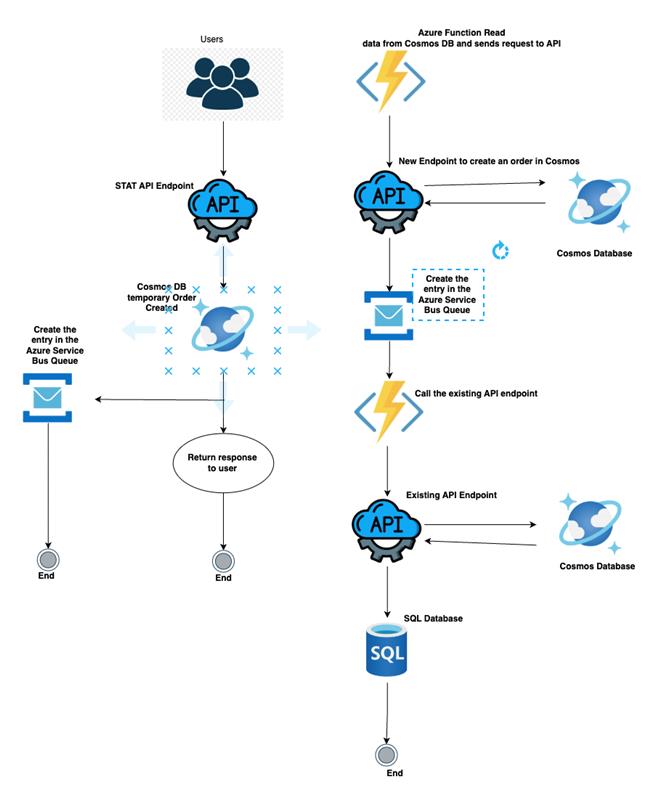 Users
STAT API Endpoint
API
Cosmos DB
temporary Order
Created
Create the
entry in the
Azure Service
Bus Queue
Return response
to user
End
End
Azure Function Read
data from Cosmos DB and sends request to API
New Endpoint to create an order in Cosmos
API
Cosmos Database
Create the
entry in the
Azure Service
Bus Queue
Call the existing API endpoint
Existing API Endpoint
API
Cosmos Database
SQL Database
SQL
End